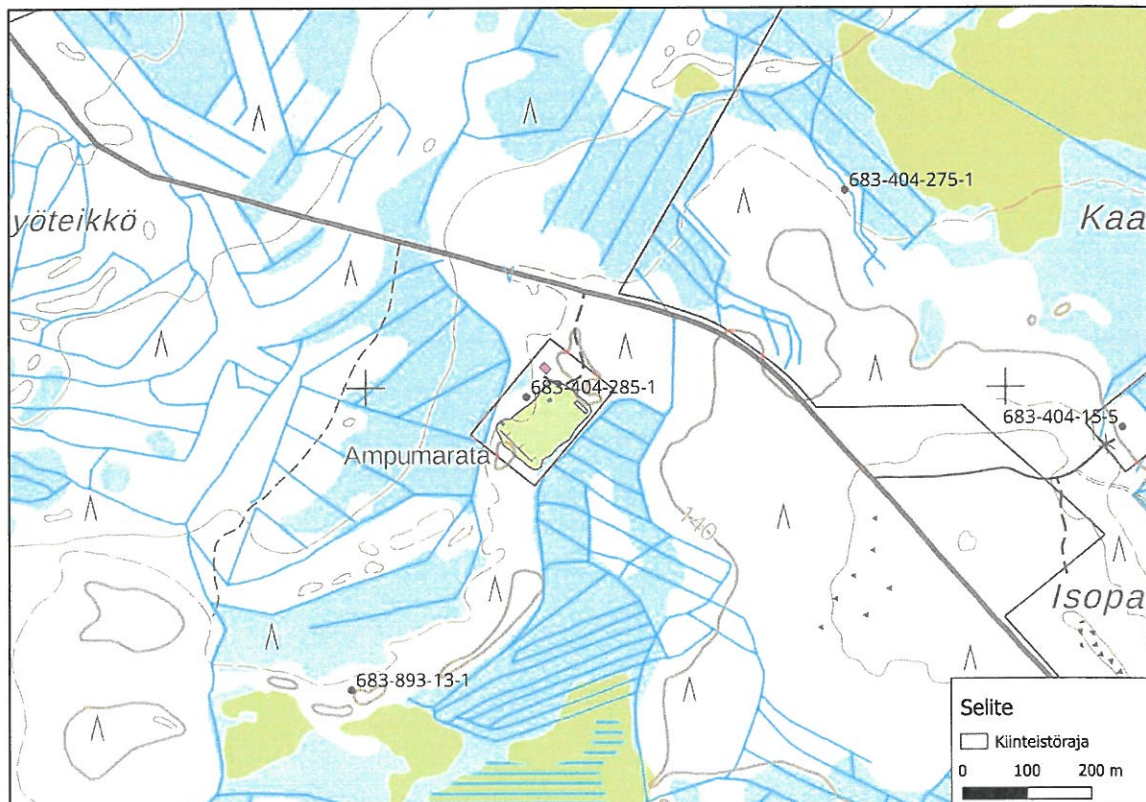 683-404-275-1
yöteikkö
Kaa
683-404-285-1
683-404-15-5
Ampumarata
140
Isopa
683-893-13-1
Selite
Kiinteistöraja
0 100 200 m